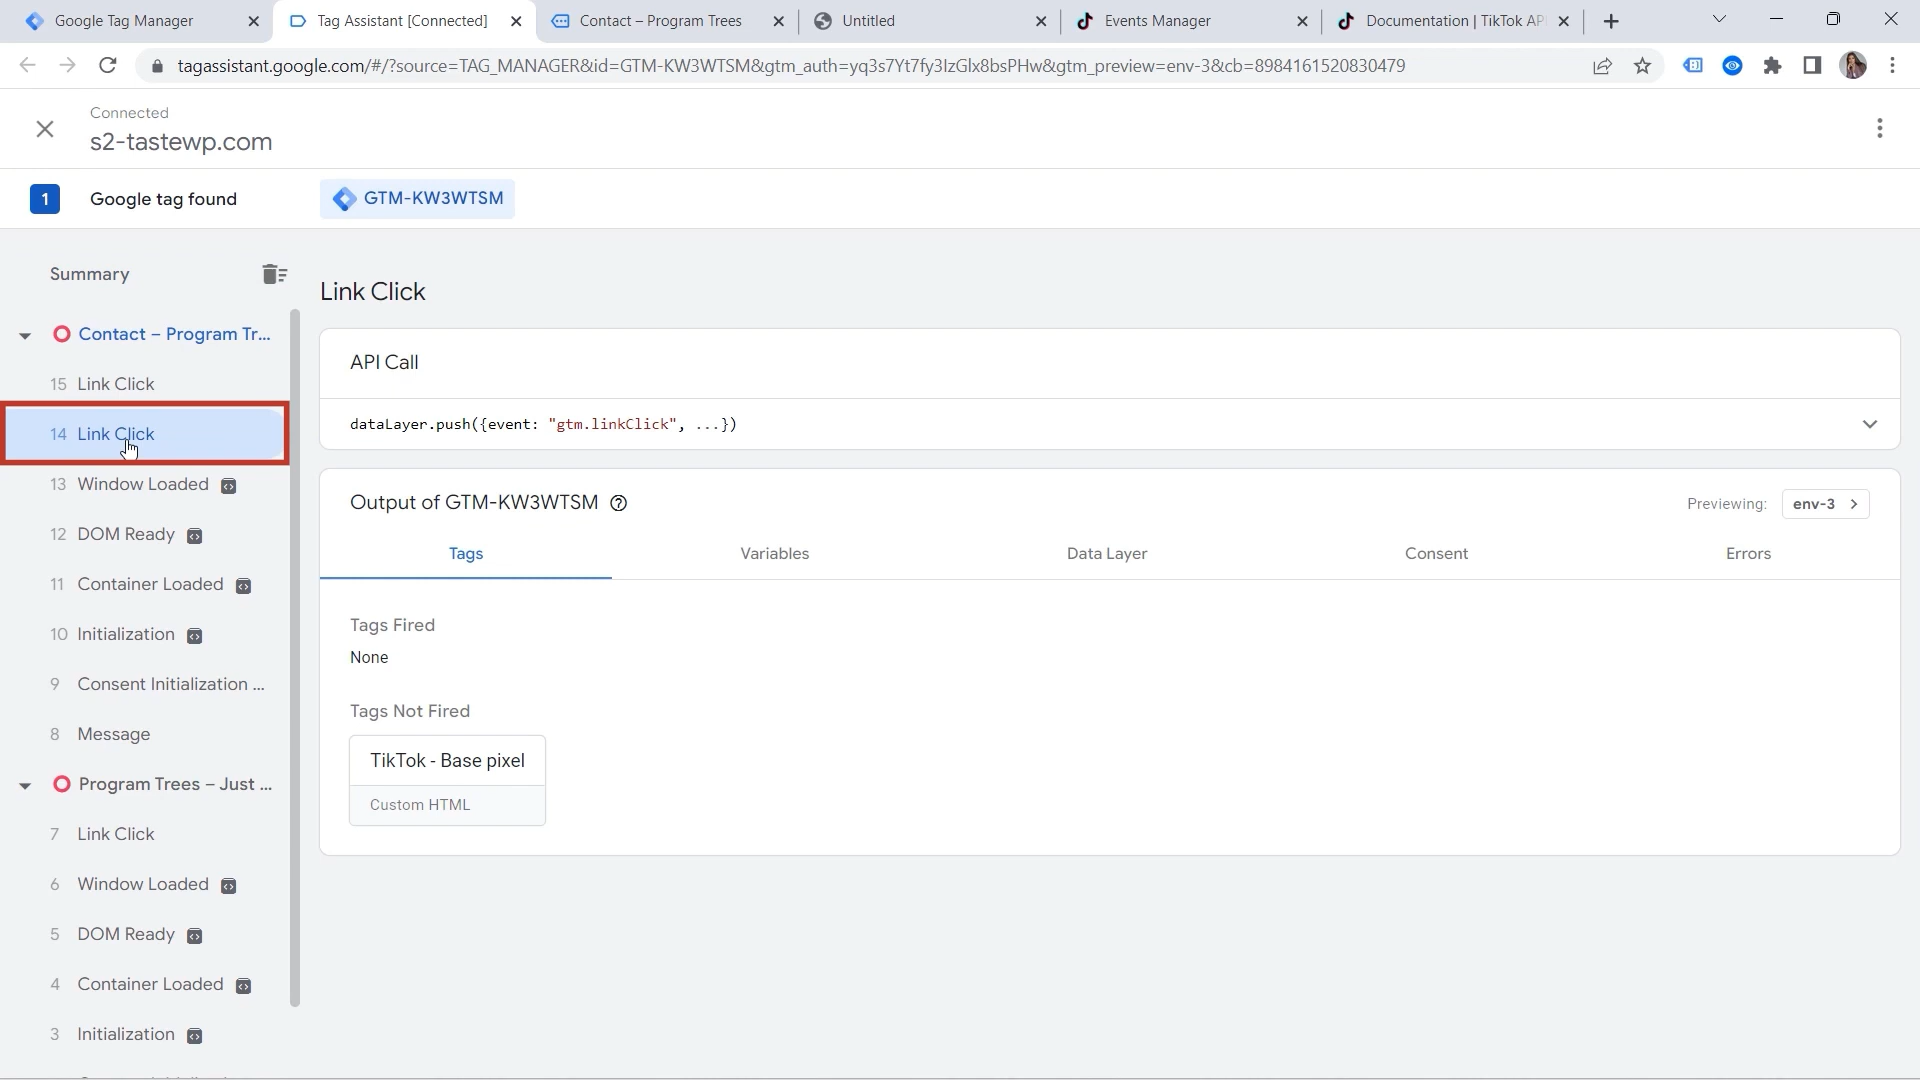 Google Tag Manager
Tag Assistant [Connected]
Contact – Program Trees
Untitled
Events Manager
Documentation | TikTok AP
tagassistant.google.com/#/?source=TAG_MANAGER&id=GTM-KW3WTSM&gtm_auth=yq3s7Yt7fy3IzGlx8bsPHw&gtm_preview=env-3&cb=8984161520830479
Connected
s2-tastewp.com
1
Google tag found
GTM-KW3WTSM
Summary
Contact – Program Tr...
15 Link Click
14 Link Click
13 Window Loaded
12 DOM Ready
11 Container Loaded
10 Initialization
9 Consent Initialization ...
8 Message
Program Trees – Just ...
7 Link Click
6 Window Loaded
5 DOM Ready
4 Container Loaded
3 Initialization
Link Click
API Call
dataLayer.push({event: "gtm.linkClick", ...})
Output of GTM-KW3WTSM
Previewing: env-3
Tags
Variables
Data Layer
Consent
Errors
Tags Fired
None
Tags Not Fired
TikTok - Base pixel
Custom HTML